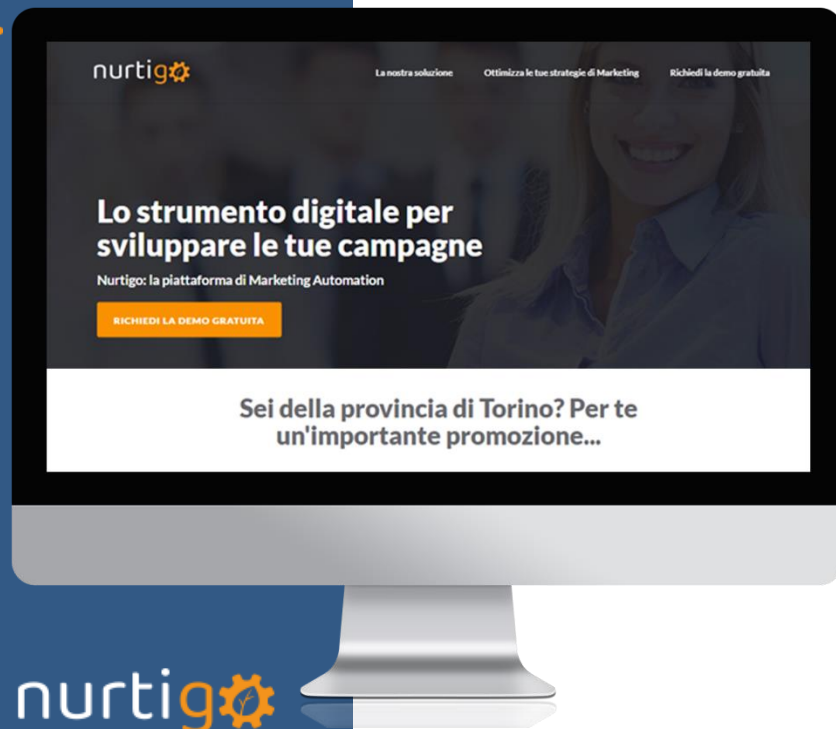 nurtigo
La nostra soluzione Ottimizza le tue strategie di Marketing Richiedi la demo gratuita
Lo strumento digitale per
sviluppare le tue campagne
Nurtigo: la piattaforma di Marketing Automation
RICHIEDI LA DEMO GRATUITA
Sei della provincia di Torino? Per te
un'importante promozione...
nurtigo